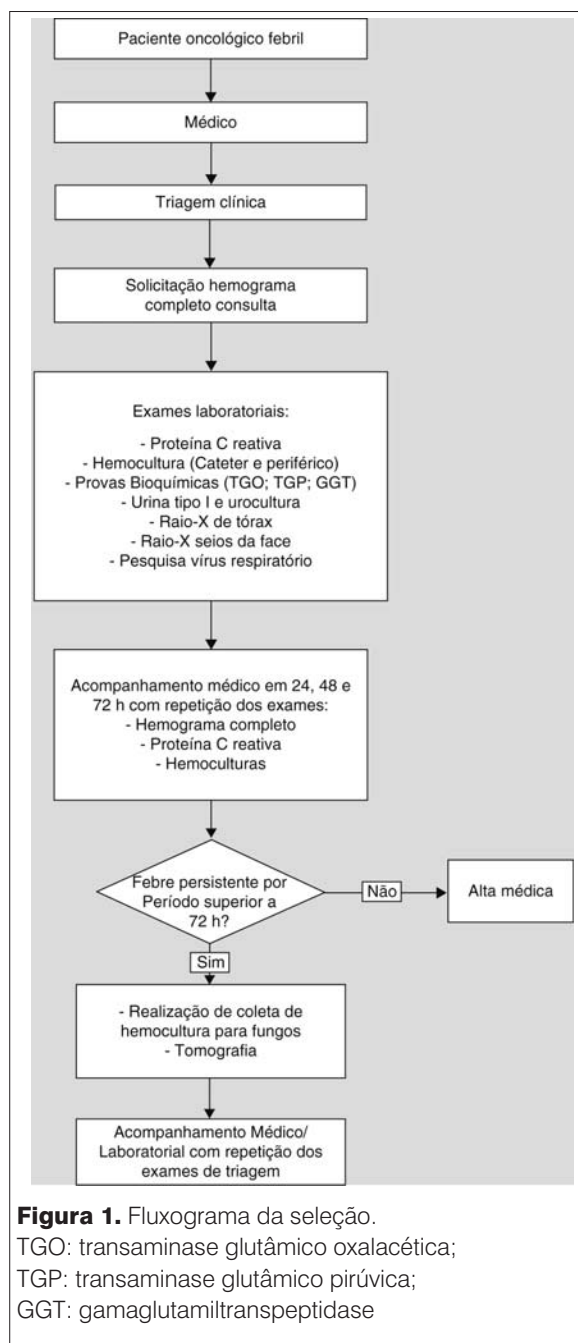 Paciente oncológico febril
Médico
Triagem clínica
Solicitação hemograma
completo consulta
Exames laboratoriais:
- Proteína C reativa
- Hemocultura (Cateter e periférico)
- Provas Bioquímicas (TGO; TGP; GGT)
- Urina tipo I e urocultura
- Raio-X de tórax
- Raio-X seios da face
- Pesquisa vírus respiratório
Acompanhamento médico em 24, 48 e
72 h com repetição dos exames:
- Hemograma completo
- Proteína C reativa
- Hemoculturas
Febre persistente por
Período superior a
72 h?
Não
Alta médica
Sim
- Realização de coleta de
hemocultura para fungos
- Tomografia
Acompanhamento Médico/
Laboratorial com repetição dos
exames de triagem
Figura 1. Fluxograma da seleção.
TGO: transaminase glutâmico oxalacética;
TGP: transaminase glutâmico pirúvica;
GGT: gamaglutamiltranspeptidase